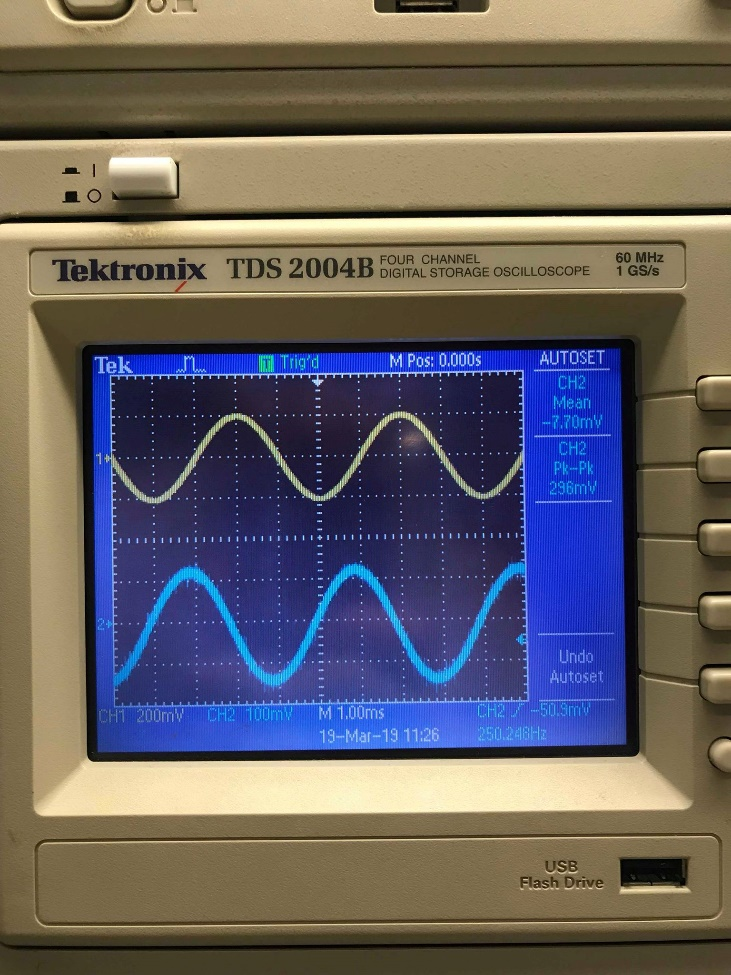 Tektronix TDS 2004B FOUR CHANNEL DIGITAL STORAGE OSCILLOSCOPE 60 MHz 1 GS/s
Tek Trig'd M Pos: 0.000s AUTOSET
CH2
Mean
-7.70mV
CH2
Pk-Pk
296mV
1
2
Undo
Autoset
CH1 200mV CH2 100mV M 1.00ms CH2 -50.9mV
19-Mar-19 11:26 250.248Hz
USB
Flash Drive